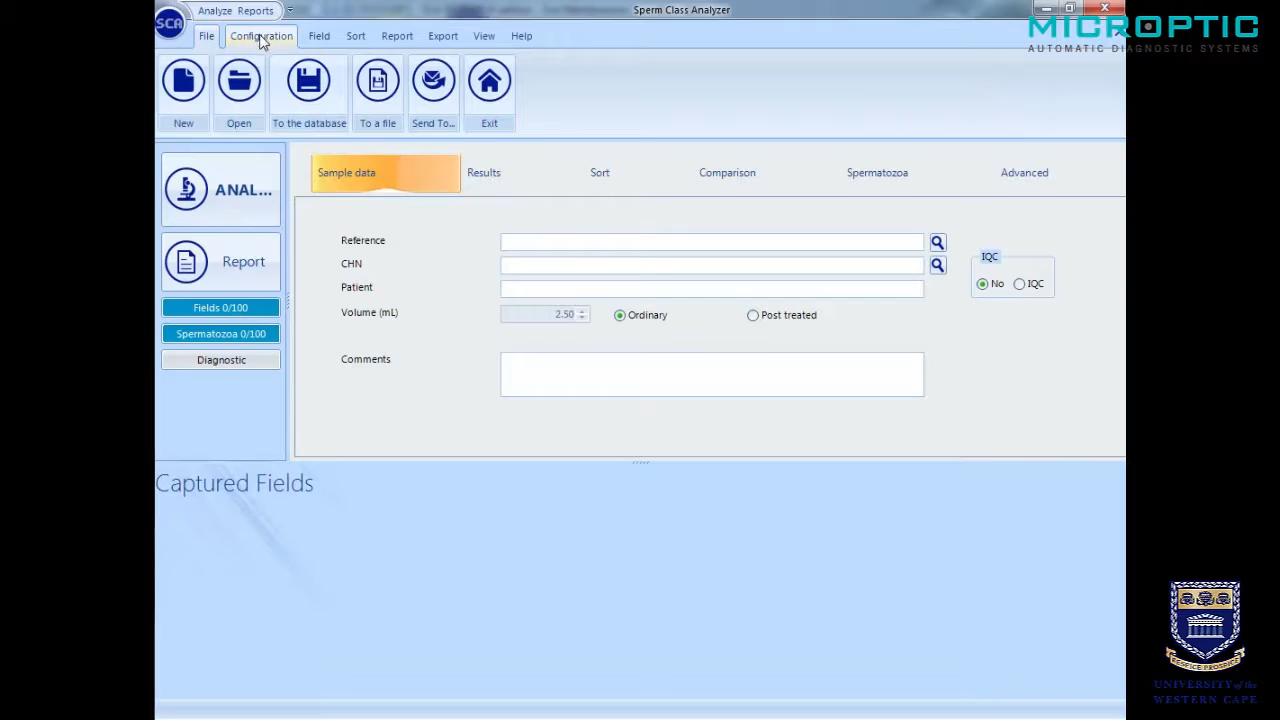 Analyze Reports
Sperm Class Analyzer
SCA
File Configuration Field Sort Report Export View Help
MICROPTIC
AUTOMATIC DIAGNOSTIC SYSTEMS
New Open To the database To a file Send To... Exit
ANAL...
Report
Fields 0/100
Spermatozoa 0/100
Diagnostic
Sample data Results Sort Comparison Spermatozoa Advanced
Reference
CHN
Patient
Volume (mL) 2.50 Ordinary Post treated
IQC
No IQC
Comments
Captured Fields
RESPICE PROSPICE
UNIVERSITY of the
WESTERN CAPE